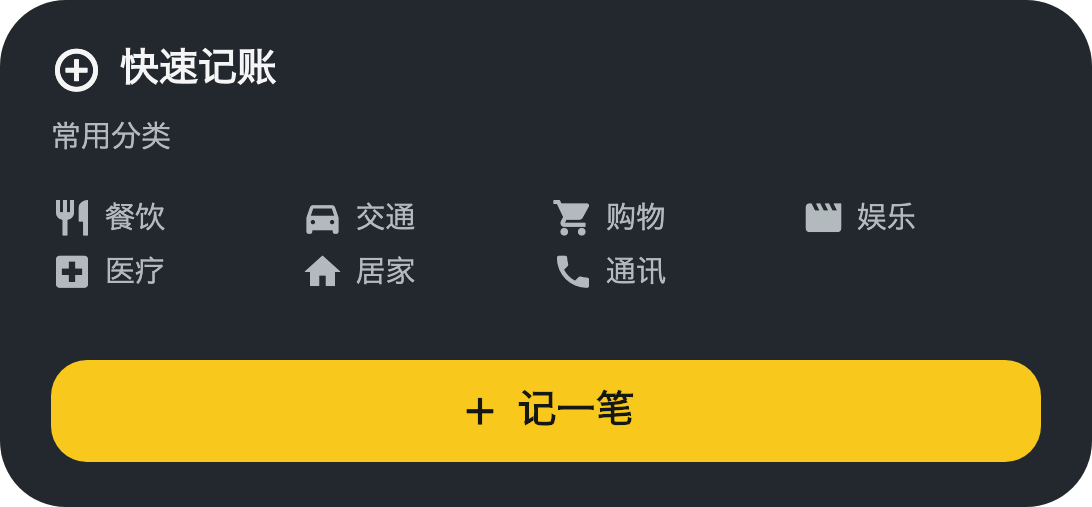 快速记账
常用分类
餐饮 交通 购物 娱乐
医疗 居家 通讯
+ 记一笔